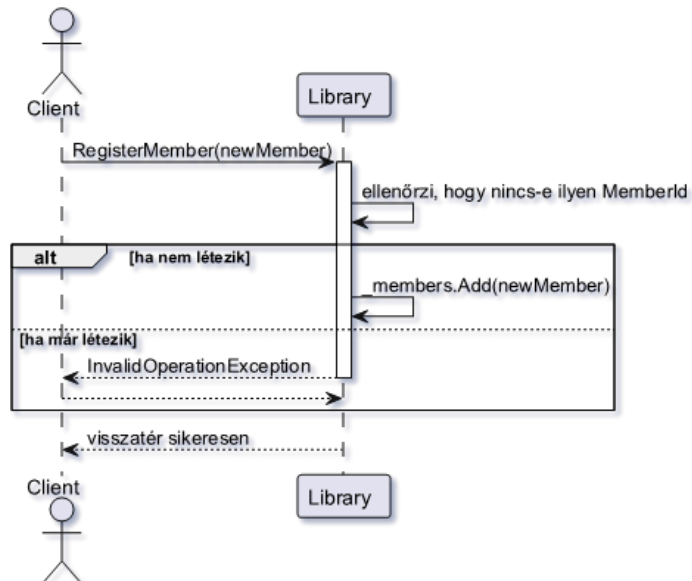 Client
Library
RegisterMember(newMember)
ellenőrzi, hogy nincs-e ilyen MemberId
alt [ha nem létezik]
_members.Add(newMember)
[ha már létezik]
InvalidOperationException
visszatér sikeresen
Client
Library